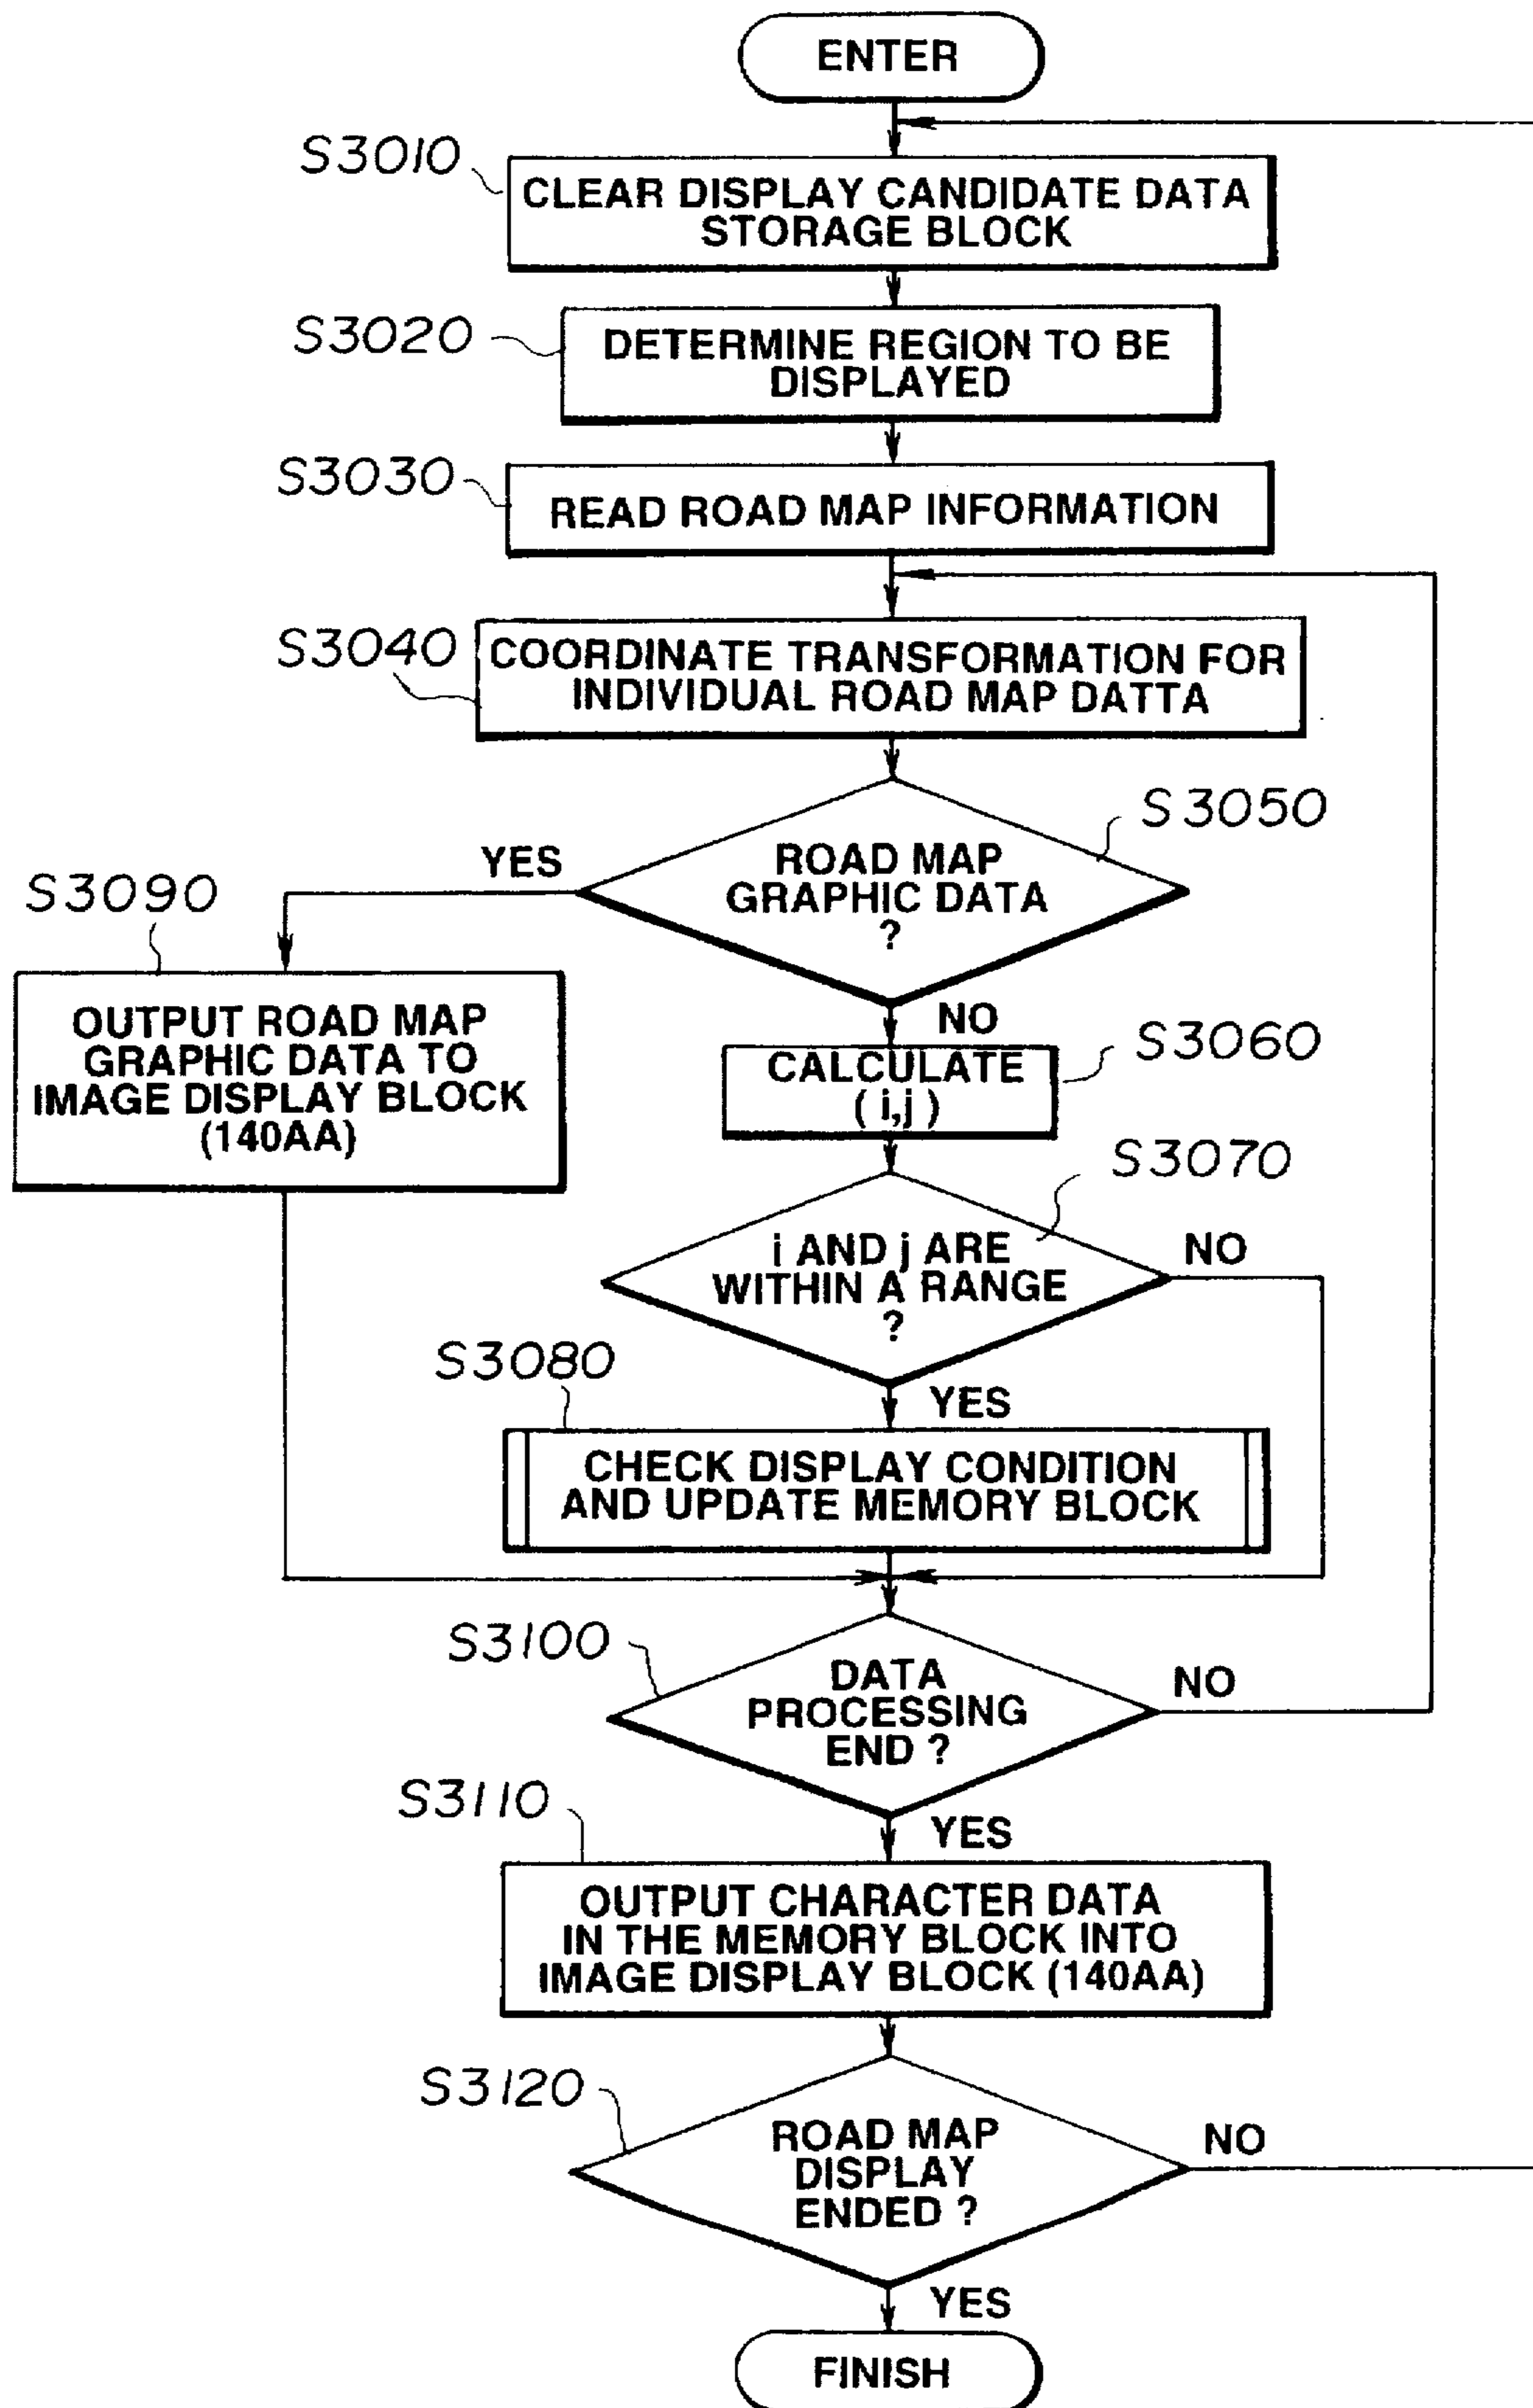 ENTER
S3010
CLEAR DISPLAY CANDIDATE DATA
STORAGE BLOCK
S3020
DETERMINE REGION TO BE
DISPLAYED
S3030
READ ROAD MAP INFORMATION
S3040
COORDINATE TRANSFORMATION FOR
INDIVIDUAL ROAD MAP DATTA
S3050
ROAD MAP
GRAPHIC DATA
?
YES
S3090
OUTPUT ROAD MAP
GRAPHIC DATA TO
IMAGE DISPLAY BLOCK
(140AA)
NO
S3060
CALCULATE
( i,j )
S3070
i AND j ARE
WITHIN A RANGE
?
NO
S3080
YES
CHECK DISPLAY CONDITION
AND UPDATE MEMORY BLOCK
S3100
DATA
PROCESSING
END ?
NO
S3110
YES
OUTPUT CHARACTER DATA
IN THE MEMORY BLOCK INTO
IMAGE DISPLAY BLOCK (140AA)
S3120
ROAD MAP
DISPLAY
ENDED ?
NO
YES
FINISH